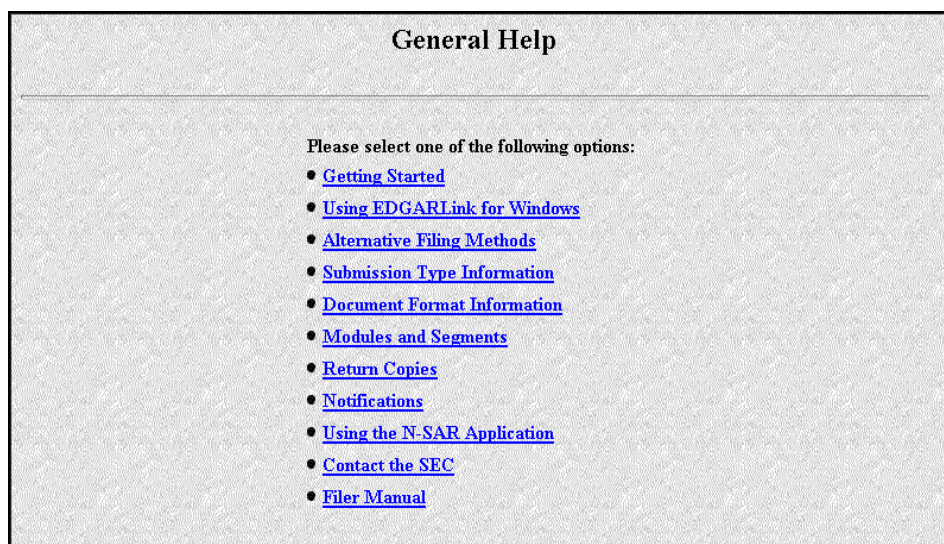 General Help
Please select one of the following options:
Getting Started
Using EDGARLink for Windows
Alternative Filing Methods
Submission Type Information
Document Format Information
Modules and Segments
Return Copies
Notifications
Using the N-SAR Application
Contact the SEC
Filer Manual